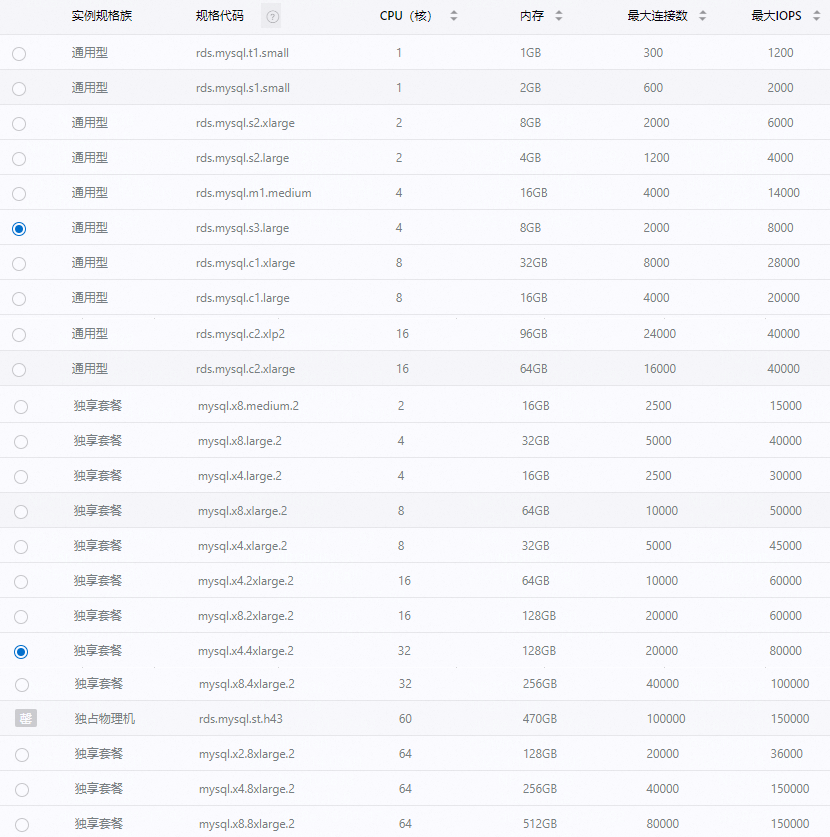 实例规格族 规格代码 ? CPU（核） 内存 最大连接数 最大IOPS
通用型 rds.mysql.t1.small 1 1GB 300 1200
通用型 rds.mysql.s1.small 1 2GB 600 2000
通用型 rds.mysql.s2.xlarge 2 8GB 2000 6000
通用型 rds.mysql.s2.large 2 4GB 1200 4000
通用型 rds.mysql.m1.medium 4 16GB 4000 14000
通用型 rds.mysql.s3.large 4 8GB 2000 8000
通用型 rds.mysql.c1.xlarge 8 32GB 8000 28000
通用型 rds.mysql.c1.large 8 16GB 4000 20000
通用型 rds.mysql.c2.xlp2 16 96GB 24000 40000
通用型 rds.mysql.c2.xlarge 16 64GB 16000 40000
独享套餐 mysql.x8.medium.2 2 16GB 2500 15000
独享套餐 mysql.x8.large.2 4 32GB 5000 40000
独享套餐 mysql.x4.large.2 4 16GB 2500 30000
独享套餐 mysql.x8.xlarge.2 8 64GB 10000 50000
独享套餐 mysql.x4.xlarge.2 8 32GB 5000 45000
独享套餐 mysql.x4.2xlarge.2 16 64GB 10000 60000
独享套餐 mysql.x8.2xlarge.2 16 128GB 20000 60000
独享套餐 mysql.x4.4xlarge.2 32 128GB 20000 80000
独享套餐 mysql.x8.4xlarge.2 32 256GB 40000 100000
罄 独占物理机 rds.mysql.st.h43 60 470GB 100000 150000
独享套餐 mysql.x2.8xlarge.2 64 128GB 20000 36000
独享套餐 mysql.x4.8xlarge.2 64 256GB 40000 150000
独享套餐 mysql.x8.8xlarge.2 64 512GB 80000 150000